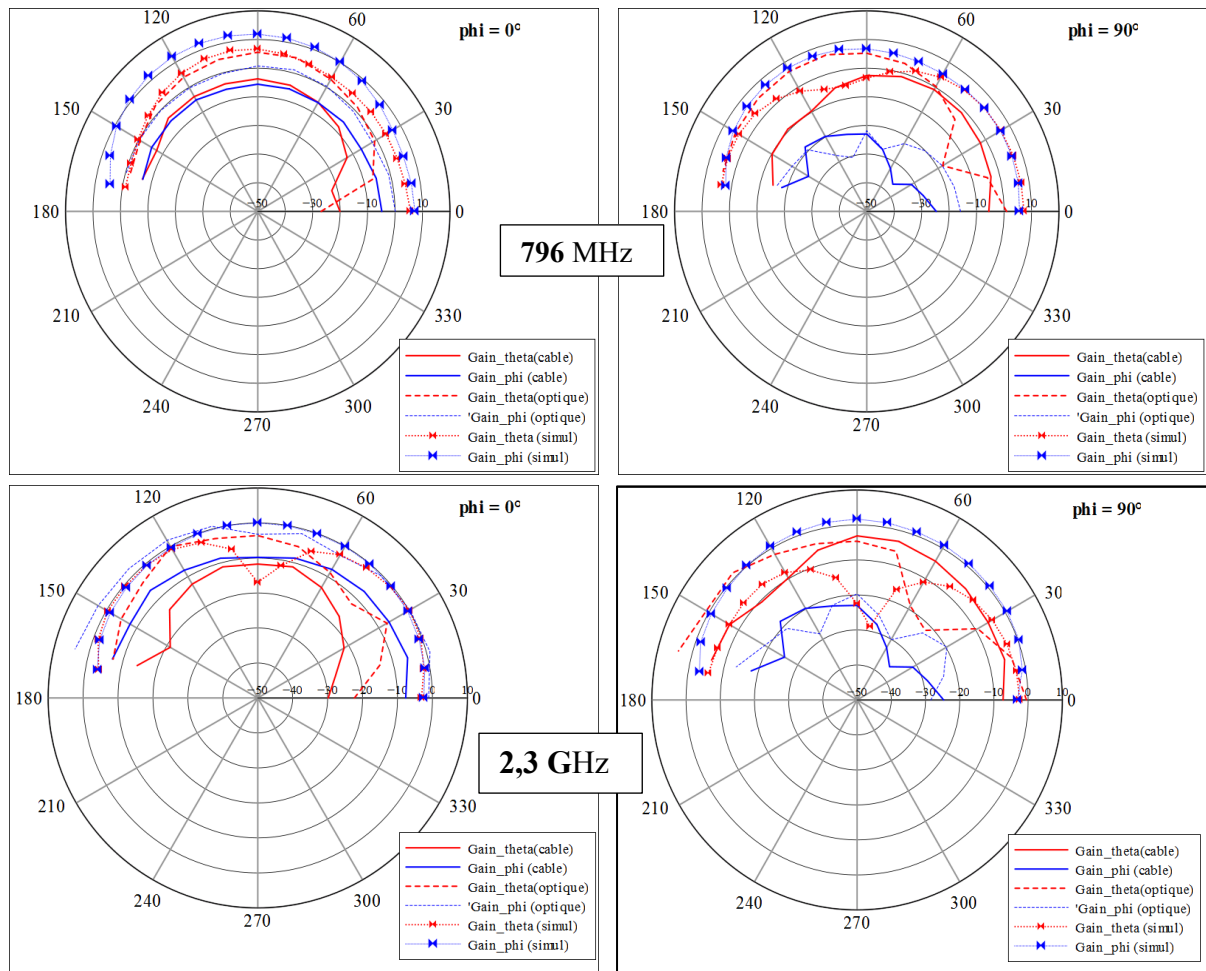 120
60
phi = 0°
150
30
180
−50
−30
−10
10
0
210
330
240
300
270
Gain_theta(cable)
Gain_phi (cable)
Gain_theta(optique)
'Gain_phi (optique)
Gain_theta (simul)
Gain_phi (simul)
120
60
phi = 90°
150
30
180
−50
−30
−10
10
0
210
330
240
300
270
Gain_theta(cable)
Gain_phi (cable)
Gain_theta(optique)
'Gain_phi (optique)
Gain_theta (simul)
Gain_phi (simul)
796 MHz
120
60
phi = 0°
150
30
180
−50
−40
−30
−20
−10
0
10
0
210
330
240
300
270
Gain_theta(cable)
Gain_phi (cable)
Gain_theta(optique)
'Gain_phi (optique)
Gain_theta (simul)
Gain_phi (simul)
120
60
phi = 90°
150
30
180
−50
−40
−30
−20
−10
0
10
0
210
330
240
300
270
Gain_theta(cable)
Gain_phi (cable)
Gain_theta(optique)
'Gain_phi (optique)
Gain_theta (simul)
Gain_phi (simul)
2,3 GHz